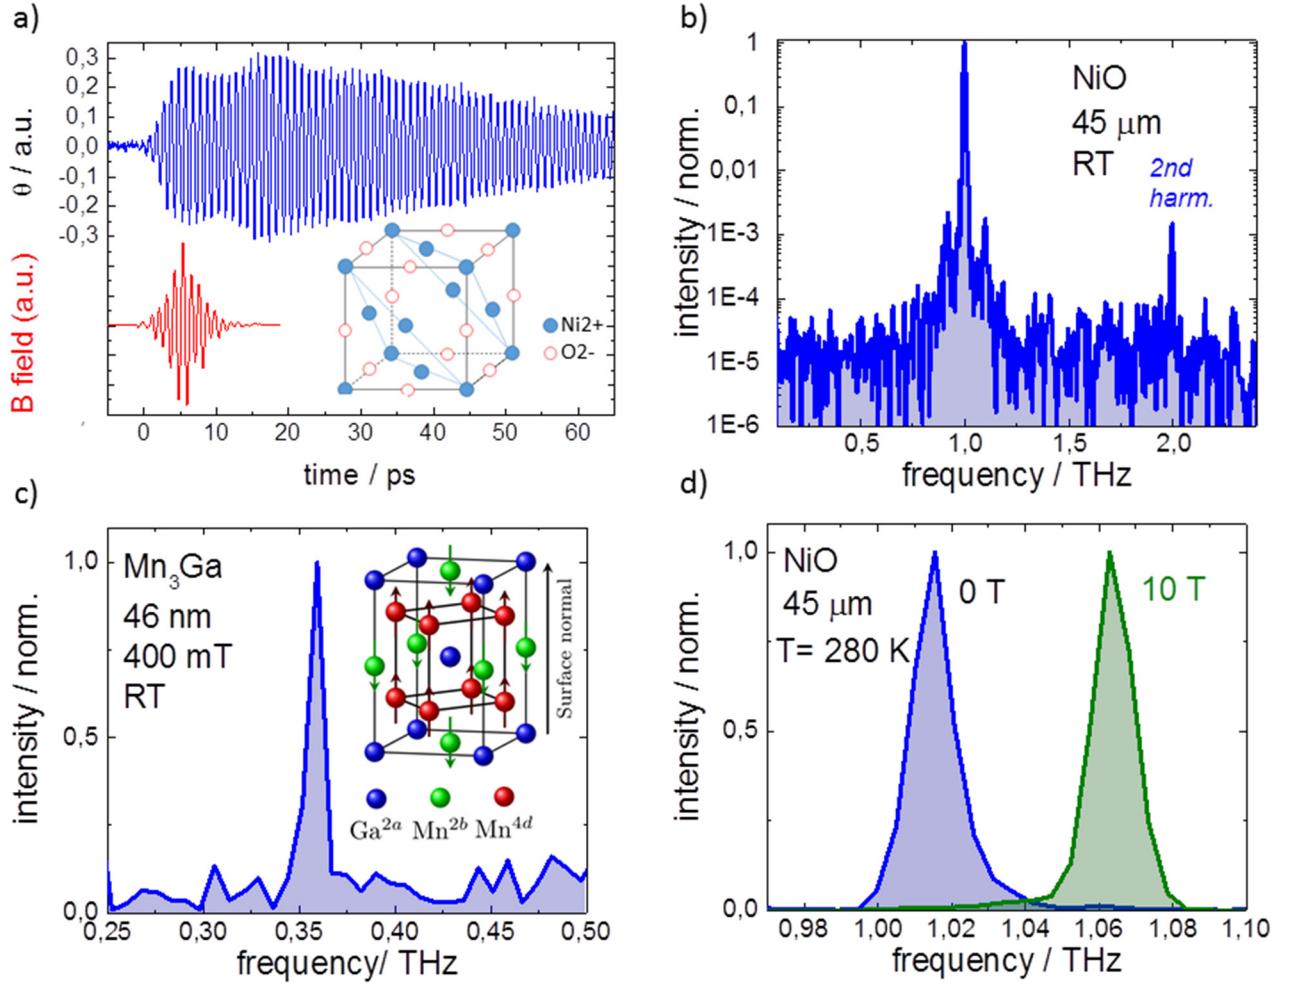 a)
0,3
0,2
0,1
0,0
-0,1
-0,2
-0,3
θ / a.u.
B field (a.u.)
Ni2+
O2-
0 10 20 30 40 50 60
time / ps
b)
1
0,1
0,01
1E-3
1E-4
1E-5
1E-6
intensity / norm.
NiO
45 μm
RT
2nd
harm.
0,5 1,0 1,5 2,0
frequency / THz
c)
1,0
0,5
0,0
intensity / norm.
Mn₃Ga
46 nm
400 mT
RT
Surface normal
Ga²ᵃ Mn²ᵇ Mn⁴ᵈ
0,25 0,30 0,35 0,40 0,45 0,50
frequency/ THz
d)
1,0
0,5
0,0
intensity / norm.
NiO
45 μm
T= 280 K
0 T
10 T
0,98 1,00 1,02 1,04 1,06 1,08 1,10
frequency / THz